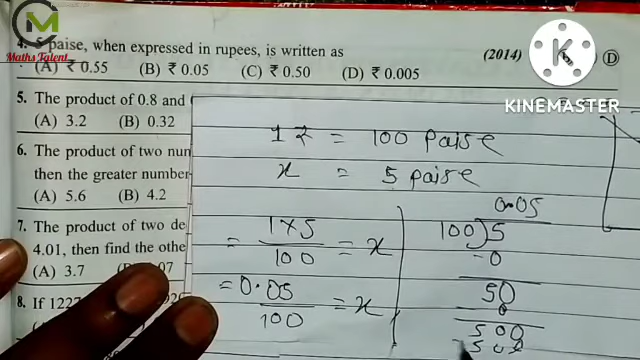 CM
Maths Talent
4. 5 paise, when expressed in rupees, is written as (2014)
(A) ₹ 0.55 (B) ₹ 0.05 (C) ₹ 0.50 (D) ₹ 0.005
K
D
KINEMASTER
5. The product of 0.8 and
(A) 3.2 (B) 0.32
6. The product of two
then the greater number
(A) 5.6 (B) 4.2
7. The product of two
4.01, then find the
(A) 3.7 07
8. If 1227
1 ₹ = 100 Paise
x = 5 paise
= 1×5/100 = x
= 0.05/100 = x
0.05
100)5
-0
50
0
500
500